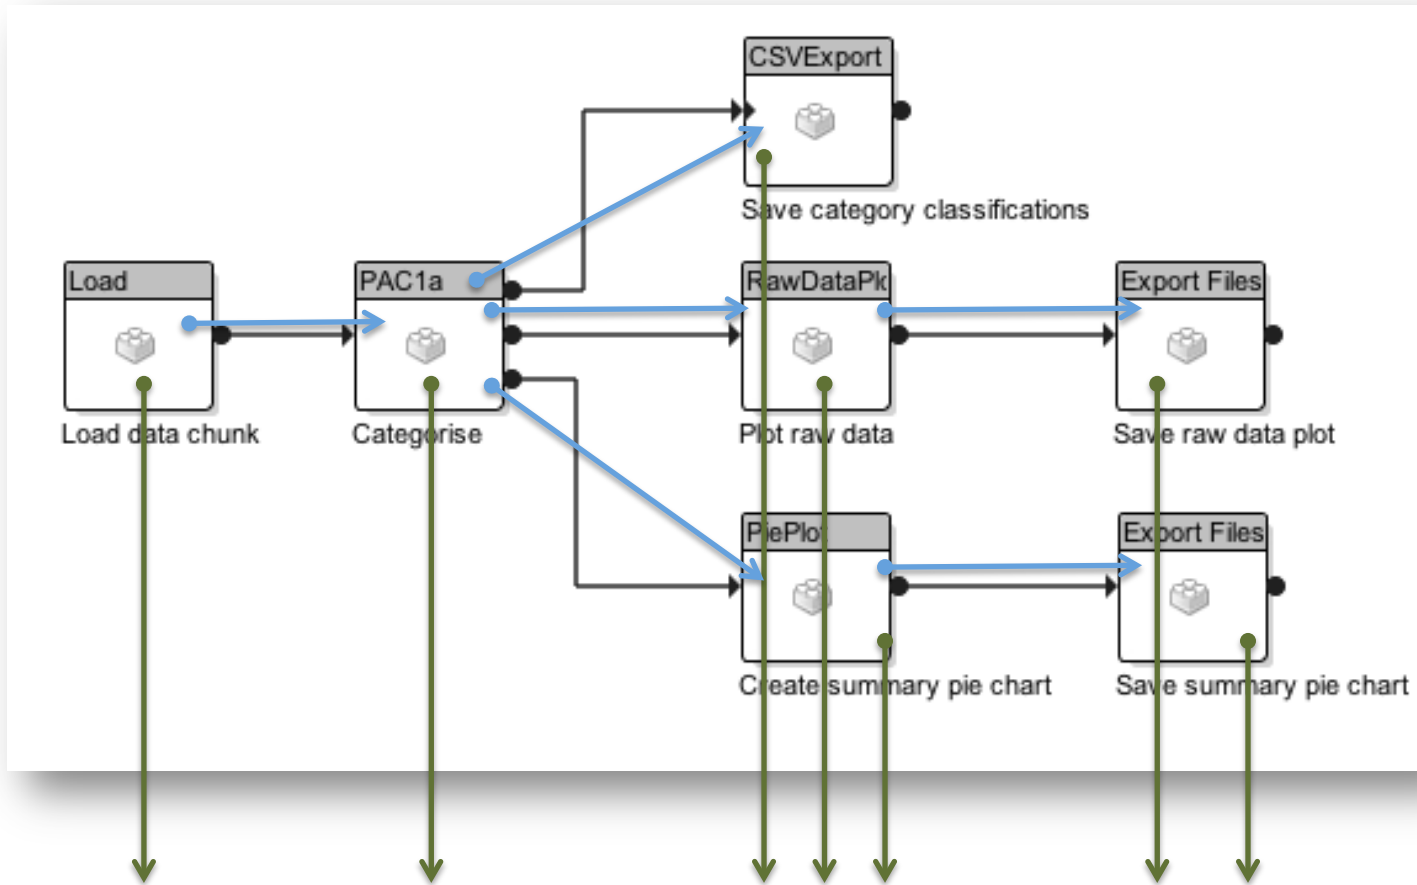 CSVExport
Save category classifications
Load
Load data chunk
PAC1a
Categorise
RawDataPlo
Plot raw data
Export Files
Save raw data plot
PiePlot
Create summary pie chart
Export Files
Save summary pie chart